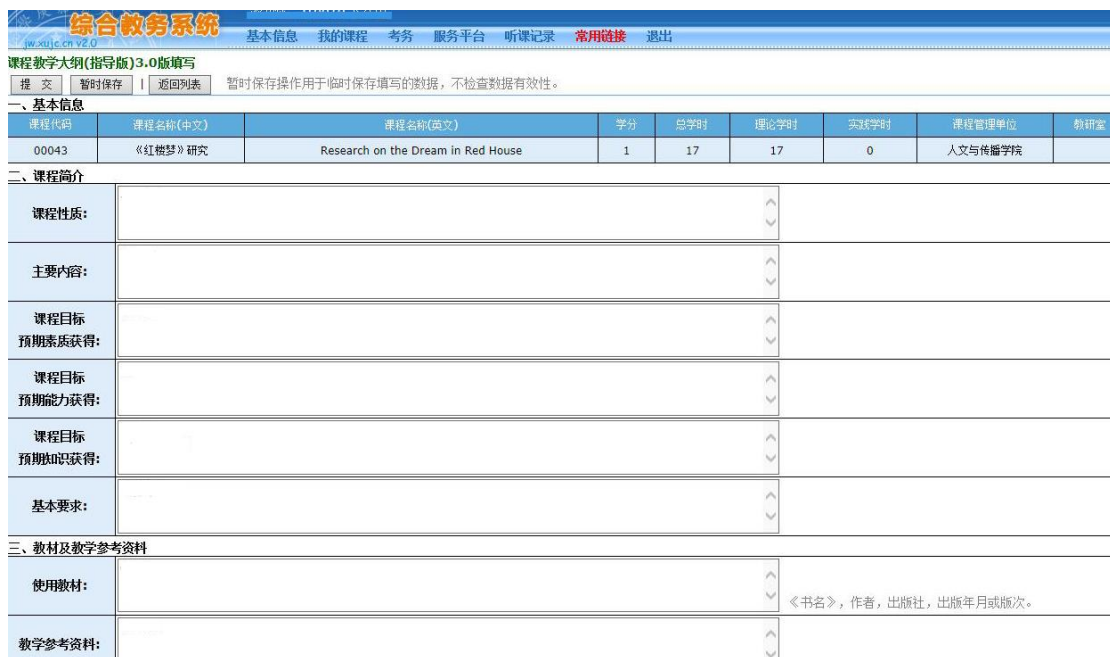 综合教务系统
jw.xujc.cn v2.0
基本信息 我的课程 考务 服务平台 听课记录 常用链接 退出
课程教学大纲(指导版)3.0版填写
提 交 暂时保存 | 返回列表 暂时保存操作用于临时保存填写的数据，不检查数据有效性。
一、基本信息
课程代码 课程名称(中文) 课程名称(英文) 学分 总学时 理论学时 实践学时 课程管理单位 教研室
00043 《红楼梦》研究 Research on the Dream in Red House 1 17 17 0 人文与传播学院
二、课程简介
课程性质:
主要内容:
课程目标
预期素质获得:
课程目标
预期能力获得:
课程目标
预期知识获得:
基本要求:
三、教材及教学参考资料
使用教材:
《书名》，作者，出版社，出版年月或版次。
教学参考资料: